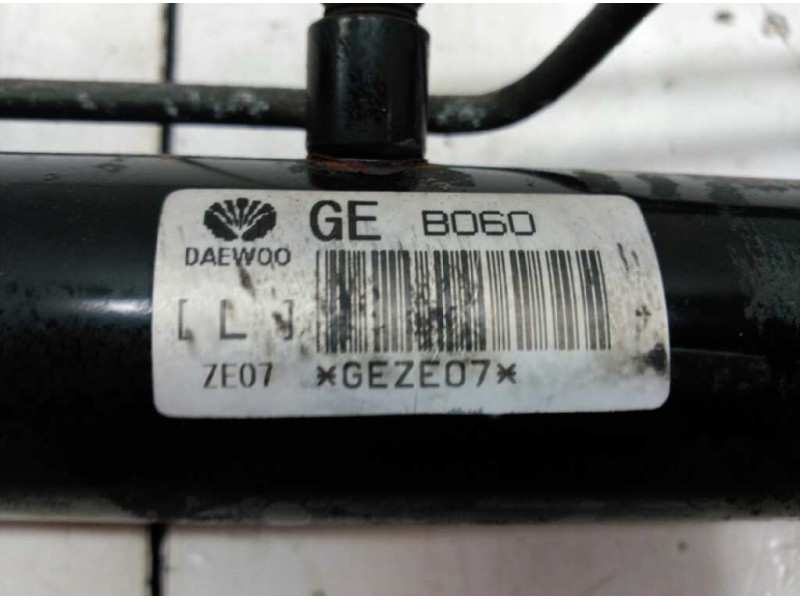 GE B060
DAEWOO
[ L ]
ZE07 *GEZE07*